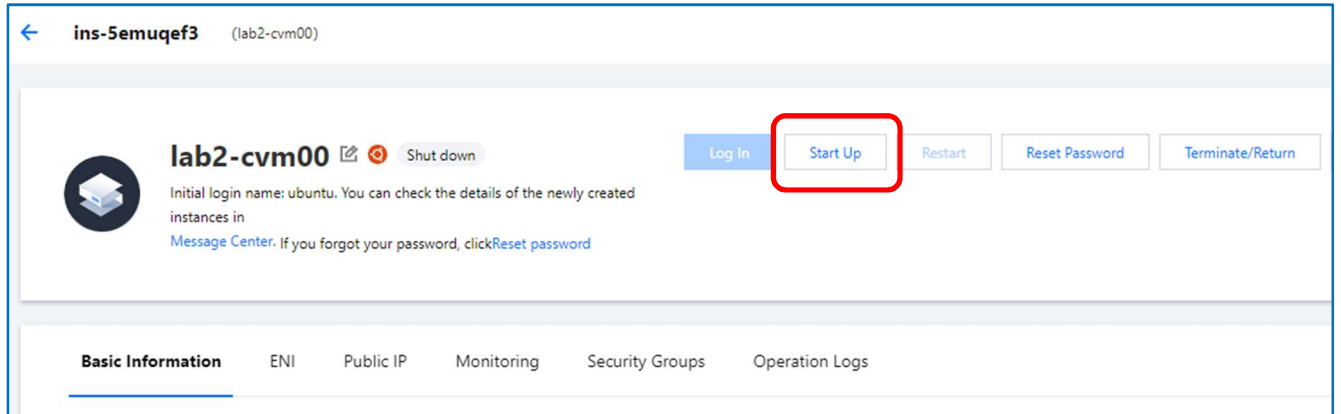 ins-5emuqef3 (lab2-cvm00)
lab2-cvm00 Shut down
Log In Start Up Restart Reset Password Terminate/Return
Initial login name: ubuntu. You can check the details of the newly created
instances in
Message Center. If you forgot your password, clickReset password
Basic Information ENI Public IP Monitoring Security Groups Operation Logs